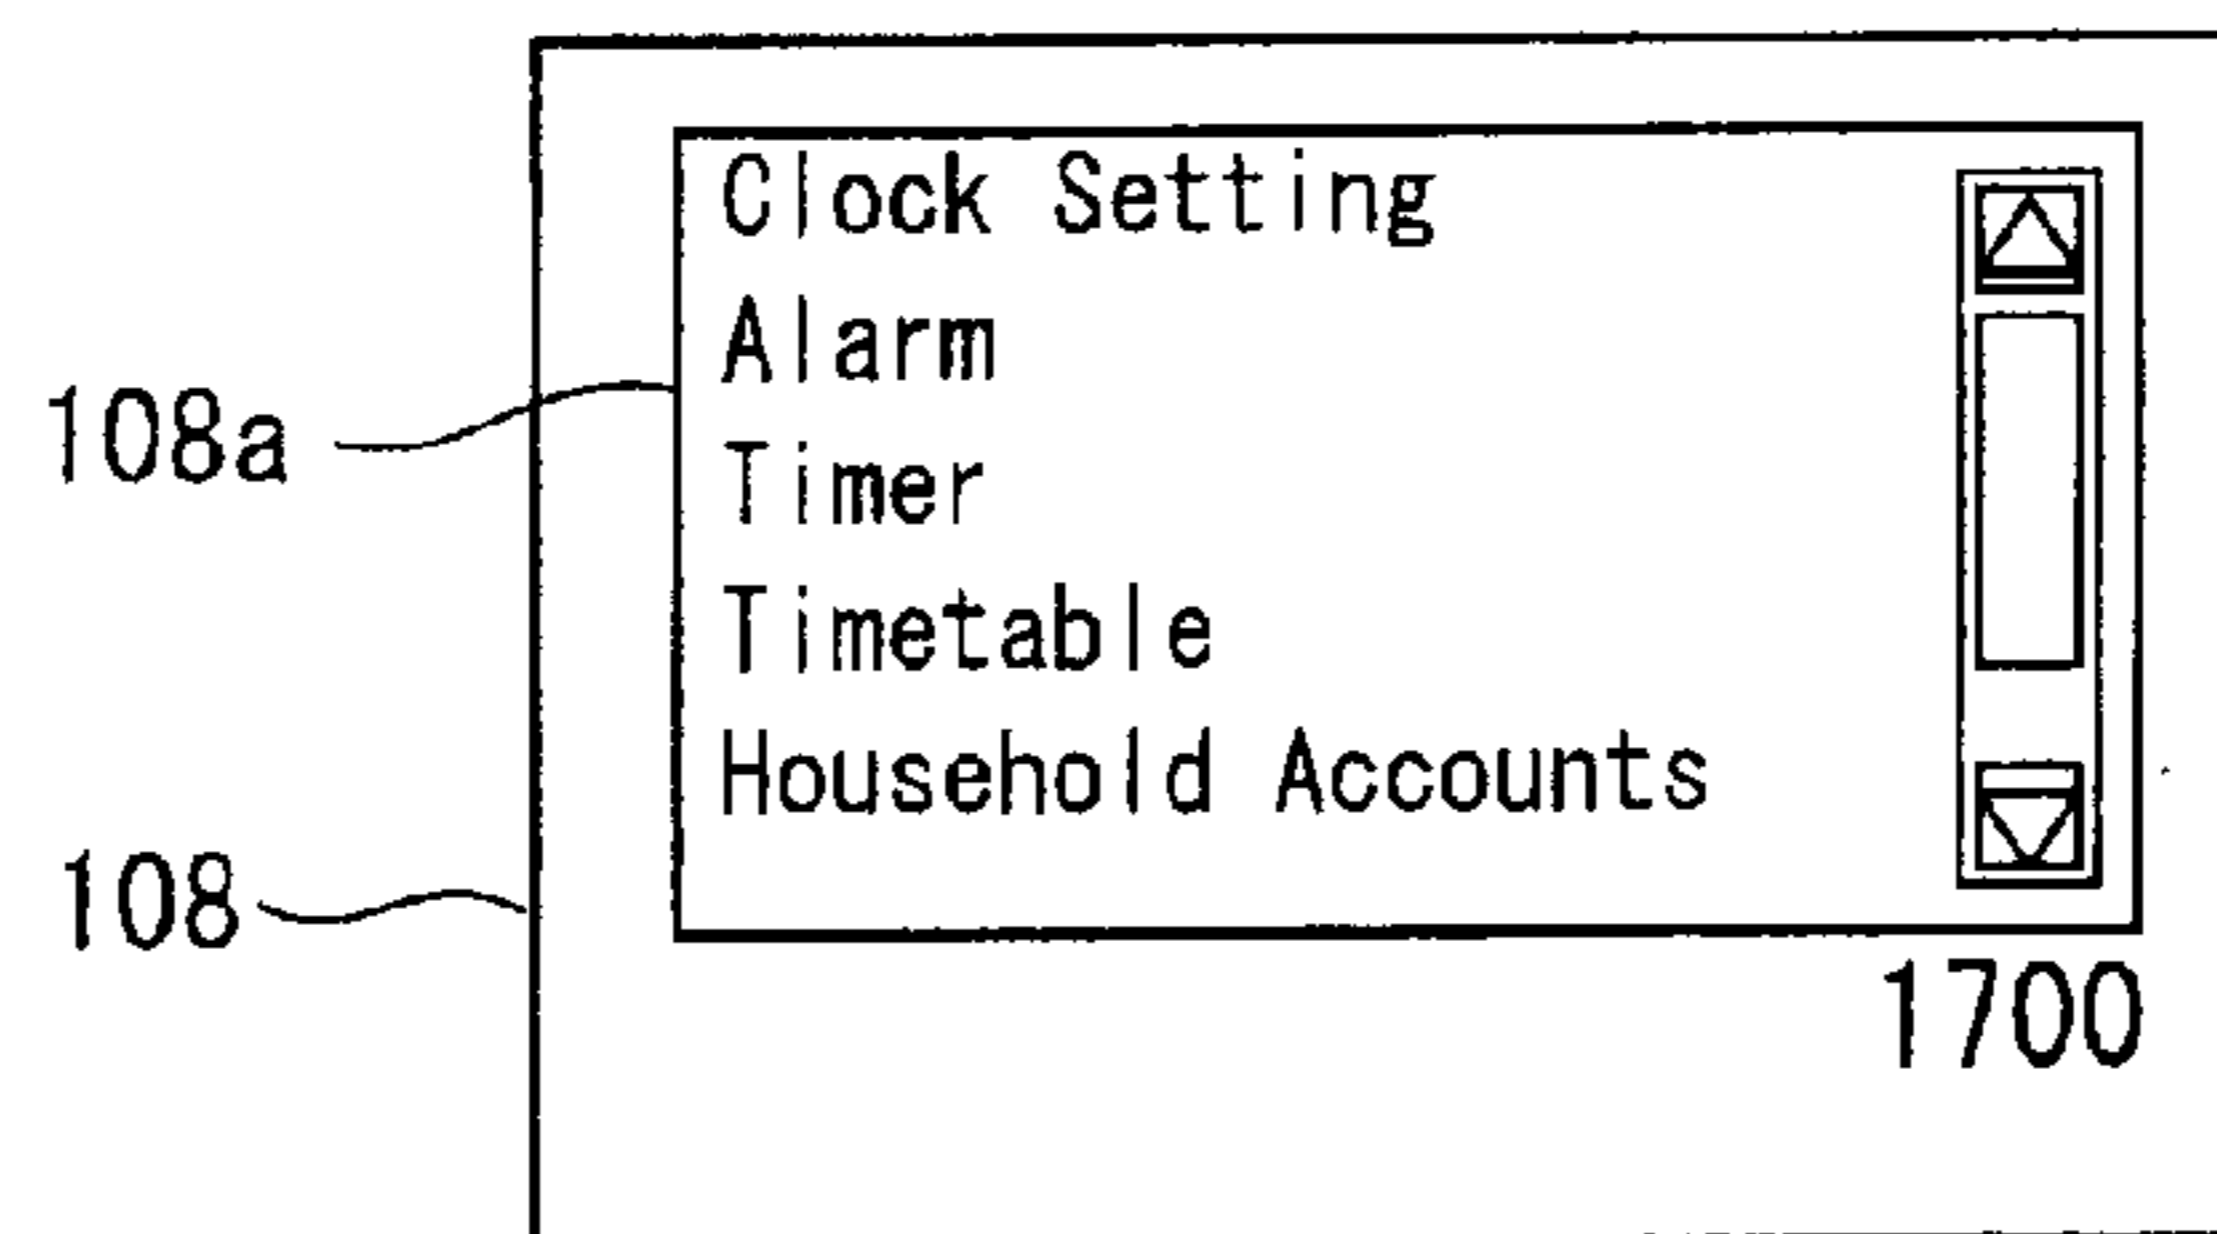 Clock Setting
Alarm
108a
Timer
Timetable
Household Accounts
108
1700